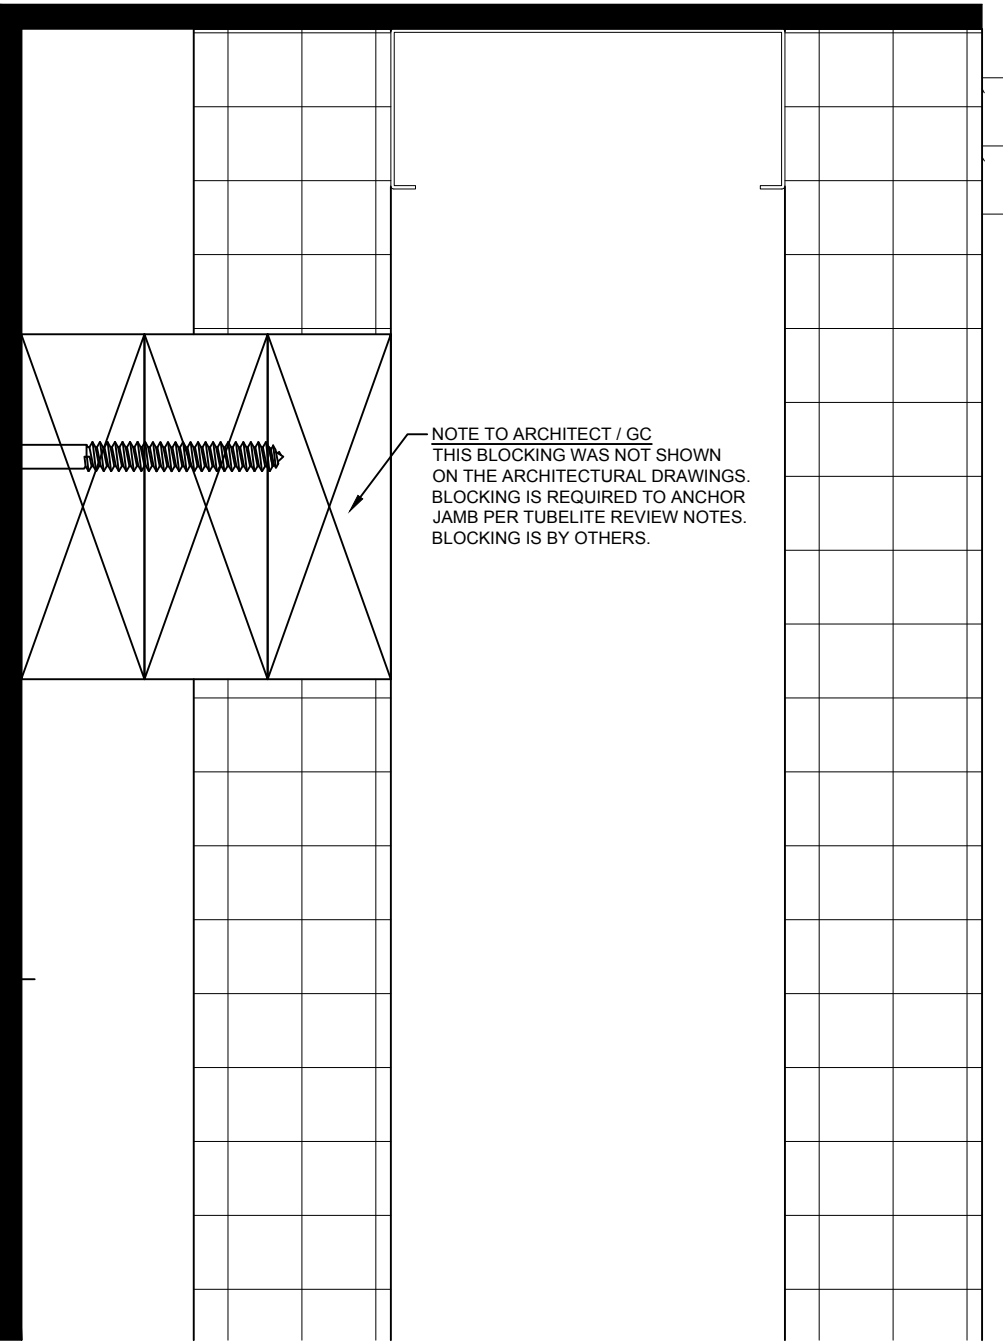 NOTE TO ARCHITECT / GC
THIS BLOCKING WAS NOT SHOWN
ON THE ARCHITECTURAL DRAWINGS.
BLOCKING IS REQUIRED TO ANCHOR
JAMB PER TUBELITE REVIEW NOTES.
BLOCKING IS BY OTHERS.